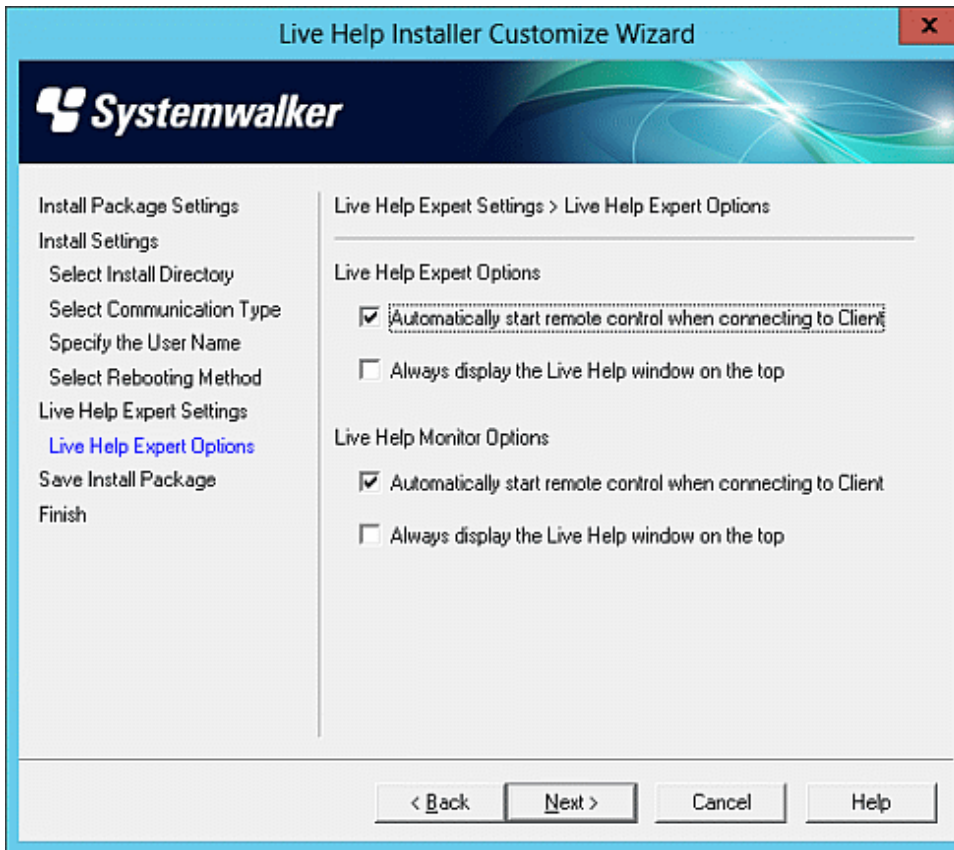 Live Help Installer Customize Wizard
x
Systemwalker
Install Package Settings
Install Settings
Select Install Directory
Select Communication Type
Specify the User Name
Select Rebooting Method
Live Help Expert Settings
Live Help Expert Options
Save Install Package
Finish
Live Help Expert Settings > Live Help Expert Options
Live Help Expert Options
Automatically start remote control when connecting to Client
Always display the Live Help window on the top
Live Help Monitor Options
Automatically start remote control when connecting to Client
Always display the Live Help window on the top
< Back
Next >
Cancel
Help